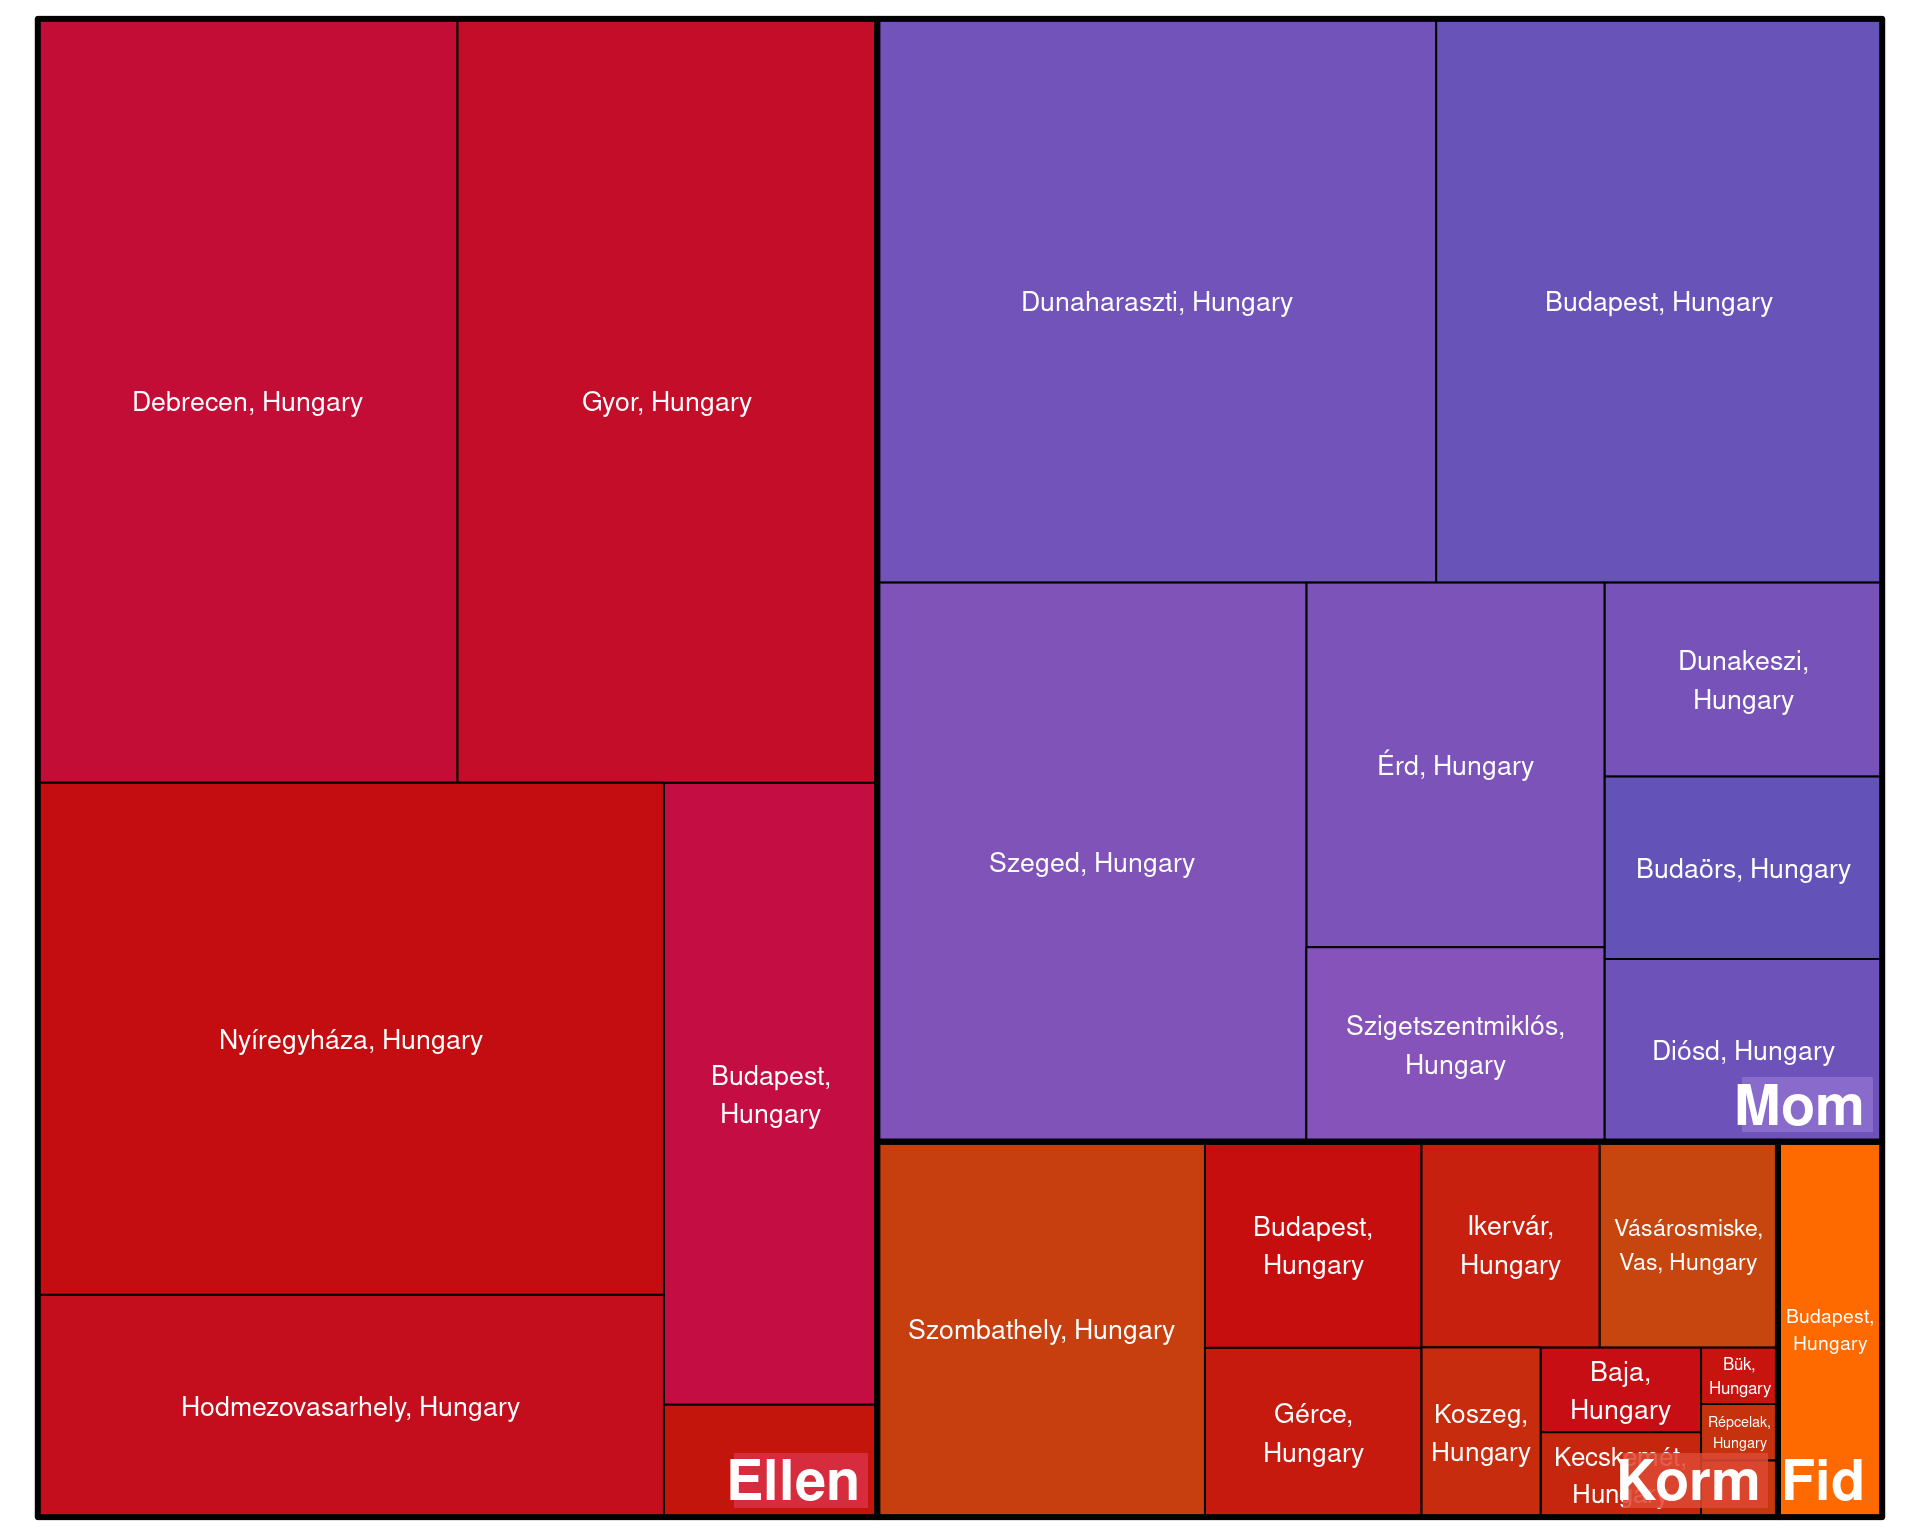 Debrecen, Hungary
Gyor, Hungary
Nyíregyháza, Hungary
Budapest,
Hungary
Hodmezovasarhely, Hungary
Ellen
Dunaharaszti, Hungary
Budapest, Hungary
Szeged, Hungary
Érd, Hungary
Dunakeszi,
Hungary
Budaörs, Hungary
Szigetszentmiklós,
Hungary
Diósd, Hungary
Mom
Szombathely, Hungary
Budapest,
Hungary
Ikervár,
Hungary
Vásárosmiske,
Vas, Hungary
Gérce,
Hungary
Koszeg,
Hungary
Baja,
Hungary
Bük,
Hungary
Répcelak,
Hungary
Kecskemét,
Hungary
Korm
Budapest,
Hungary
Fid